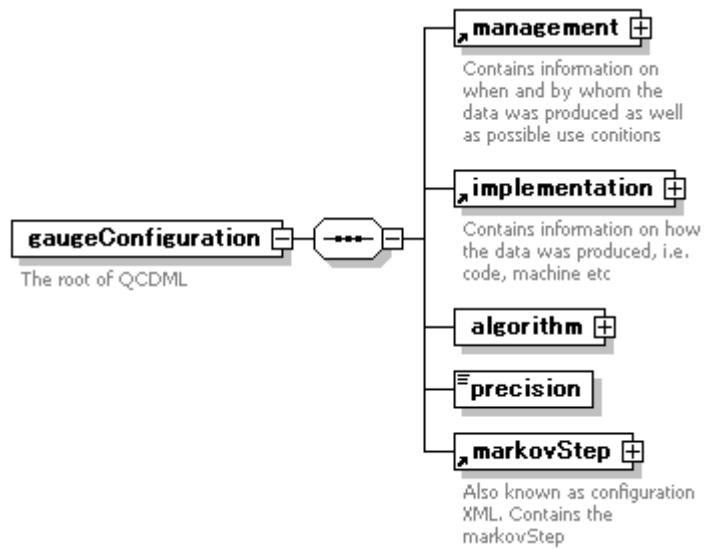 management
Contains information on
when and by whom the
data was produced as well
as possible use conitions
implementation
Contains information on how
the data was produced, i.e.
code, machine etc
gaugeConfiguration
The root of QCDML
algorithm
precision
markovStep
Also known as configuration
XML. Contains the
markovStep